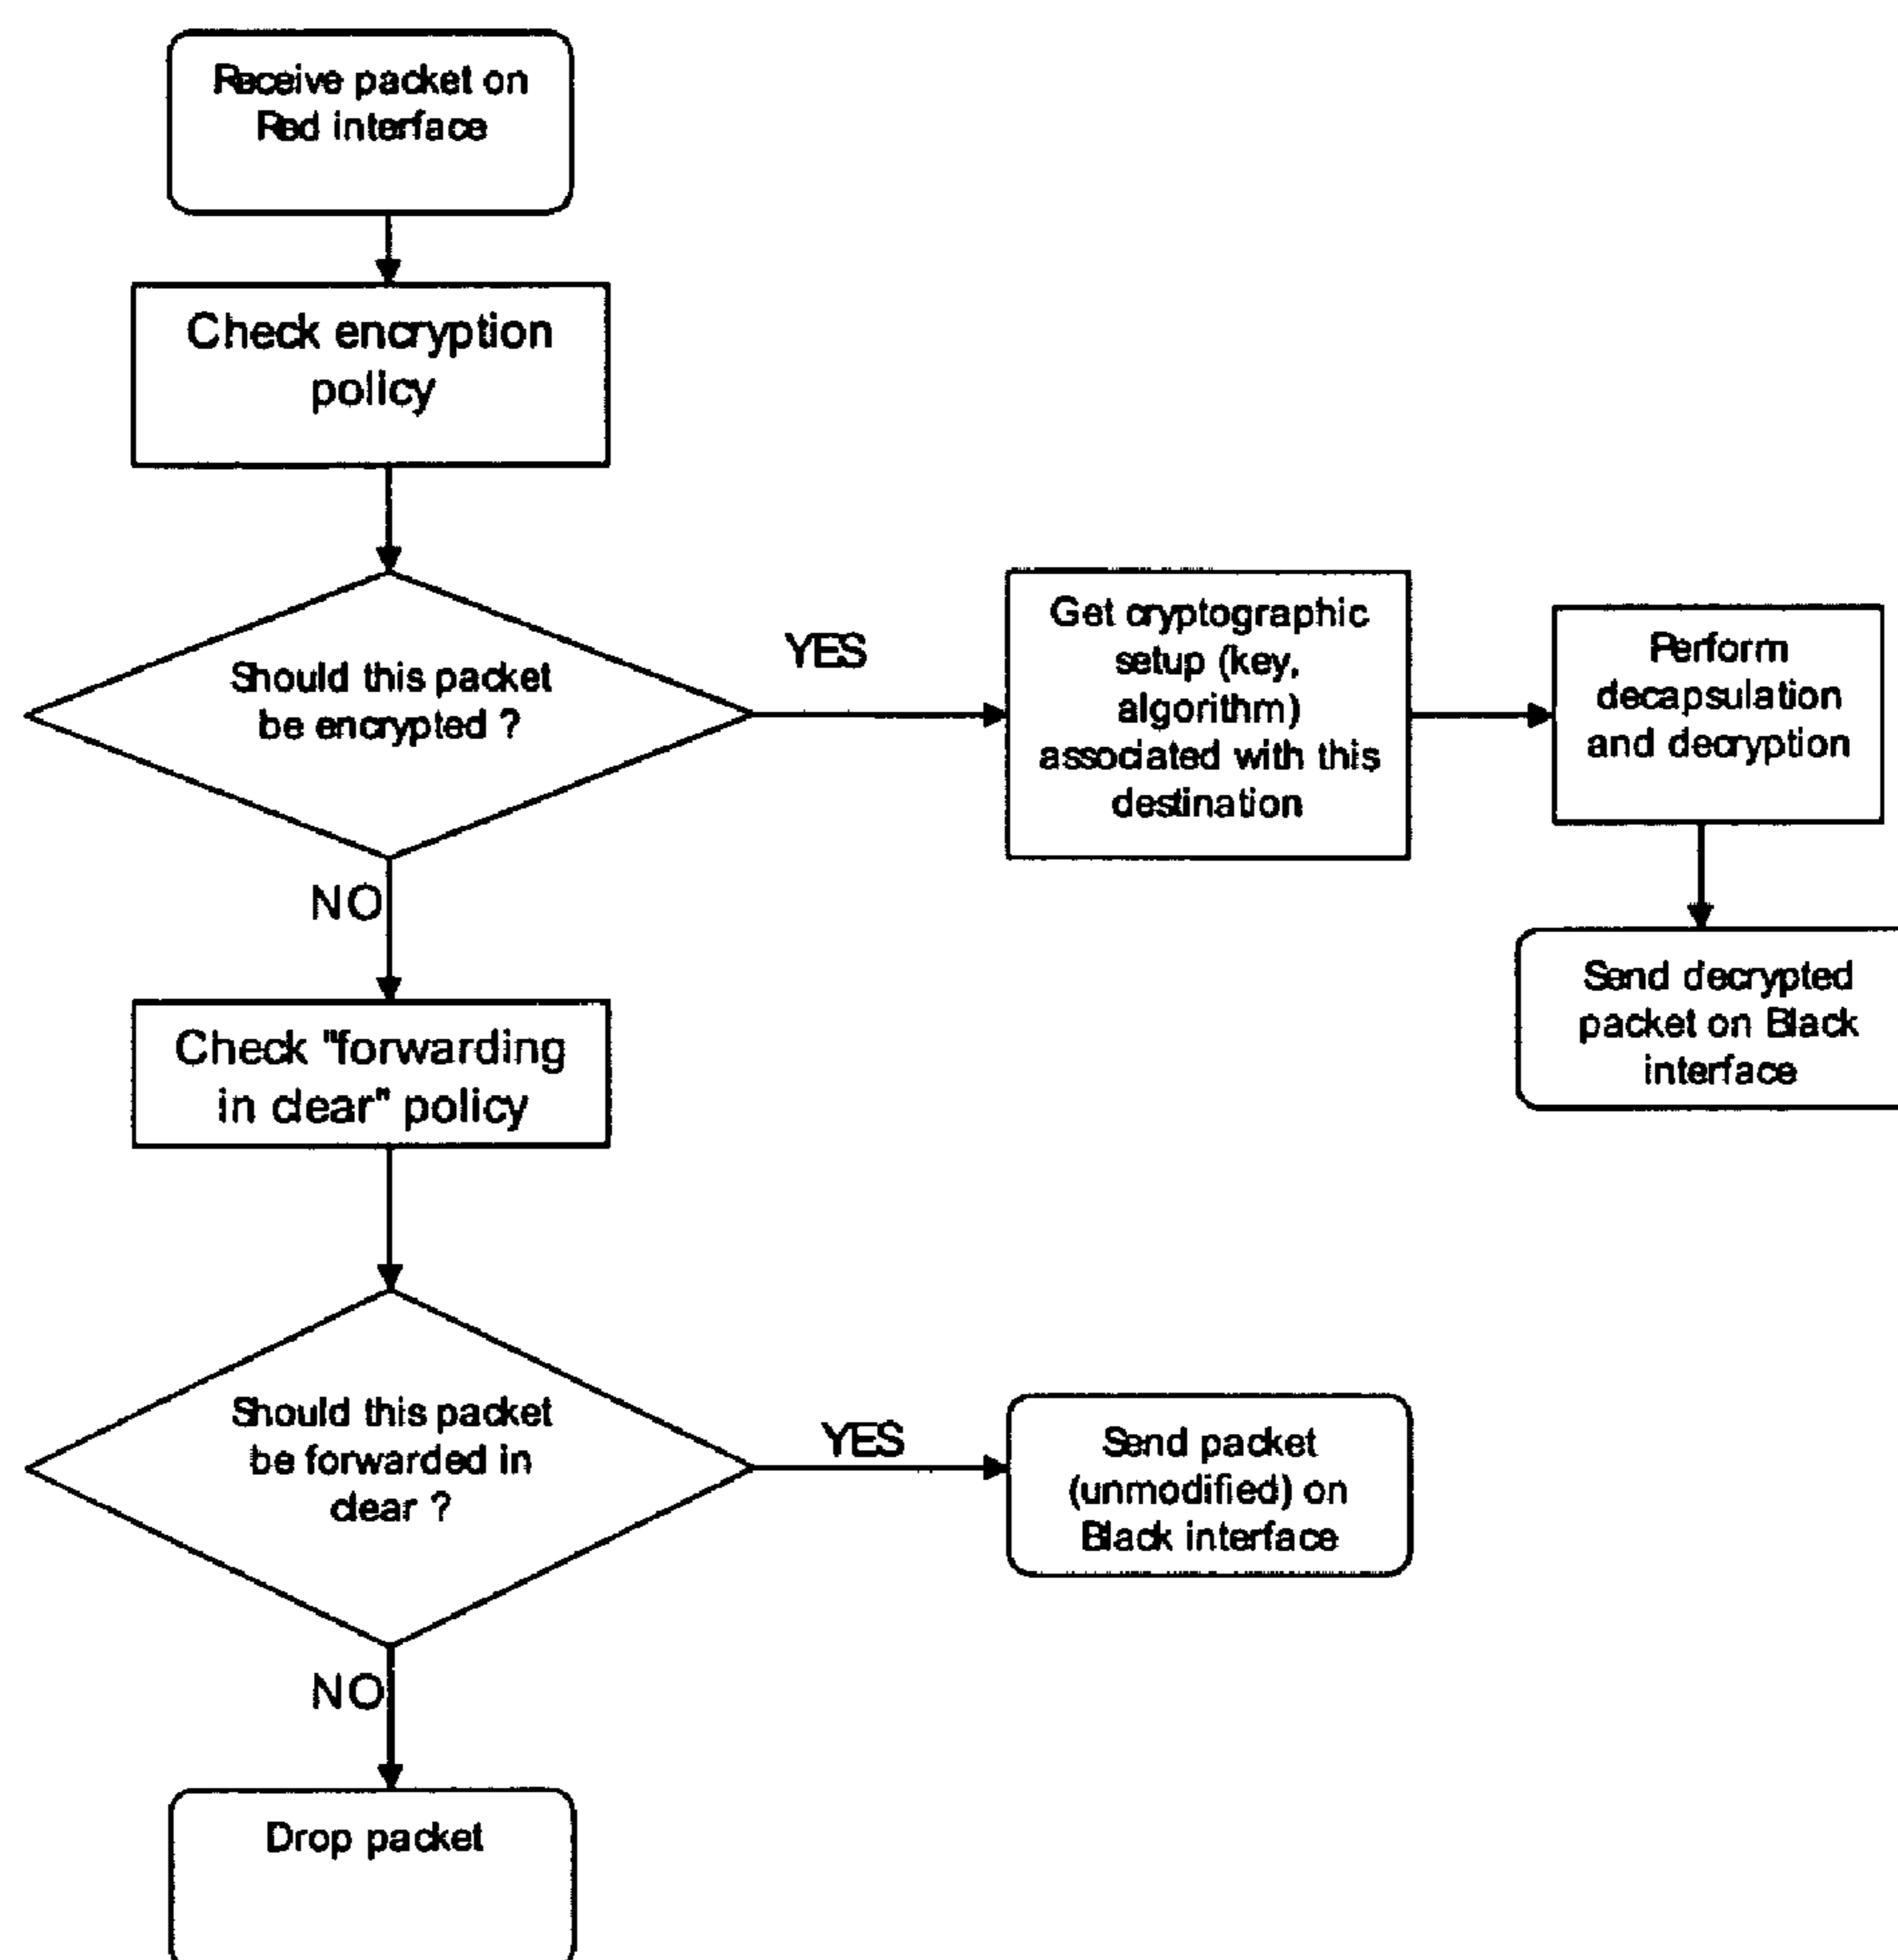 Receive packet on
Red interface
Check encryption
policy
Should this packet
be encrypted ?
YES
Get cryptographic
setup (key,
algorithm)
associated with this
destination
Perform
decapsulation
and decryption
Send decrypted
packet on Black
interface
NO
Check "forwarding
in clear" policy
Should this packet
be forwarded in
clear ?
YES
Send packet
(unmodified) on
Black interface
NO
Drop packet